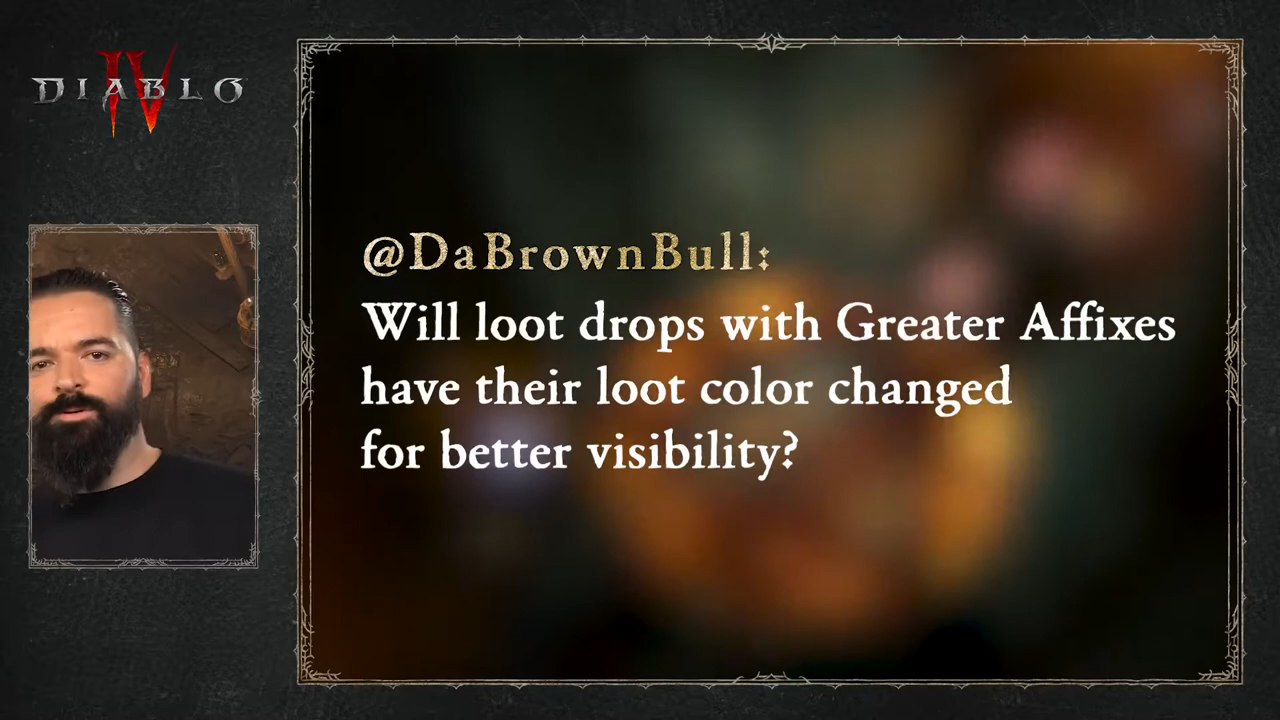 DIABLO
IV
@DaBrownBull:
Will loot drops with Greater Affixes
have their loot color changed
for better visibility?